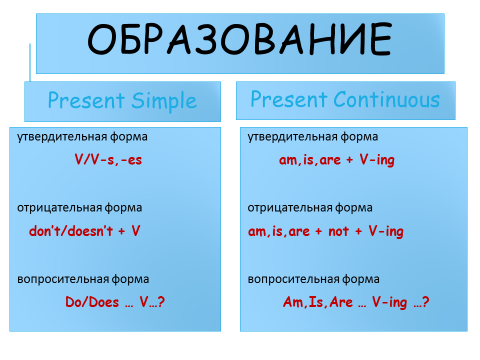 ОБРАЗОВАНИЕ
Present Simple
утвердительная форма
V/V-s,-es
отрицательная форма
don't/doesn't + V
вопросительная форма
Do/Does … V…?
Present Continuous
утвердительная форма
am,is,are + V-ing
отрицательная форма
am,is,are + not + V-ing
вопросительная форма
Am,Is,Are … V-ing …?